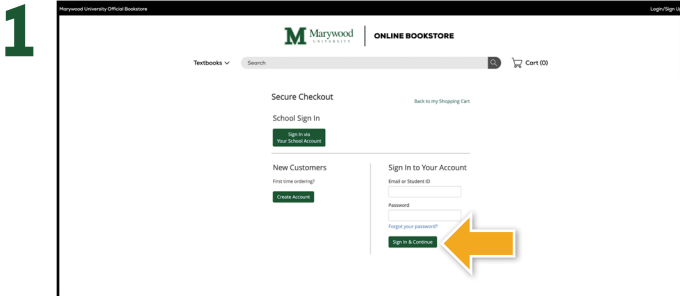 1
Marywood University Official Bookstore
Login/Sign U
M Marywood
UNIVERSITY
ONLINE BOOKSTORE
Textbooks
Search
Cart (0)
Secure Checkout
Back to my Shopping Cart
School Sign In
Sign In via
Your School Account
New Customers
First time ordering?
Create Account
Sign In to Your Account
Email or Student ID
Password
Forgot your password?
Sign In & Continue